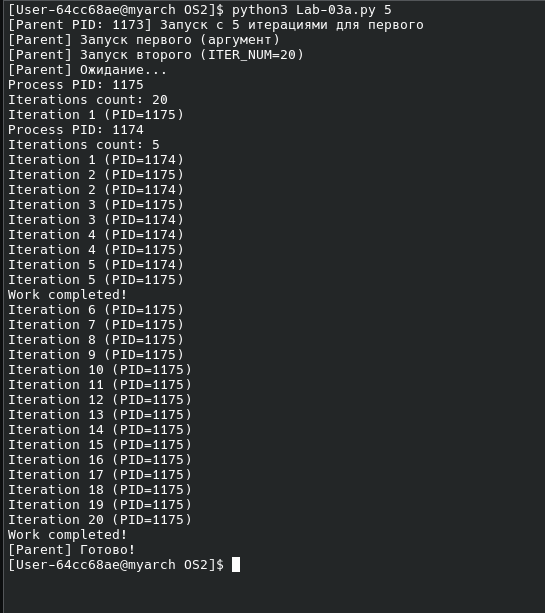 [User-64cc68ae@myarch OS2]$ python3 Lab-03a.py 5
[Parent PID: 1173] Запуск с 5 итерациями для первого
[Parent] Запуск первого (аргумент)
[Parent] Запуск второго (ITER_NUM=20)
[Parent] Ожидание...
Process PID: 1175
Iterations count: 20
Iteration 1 (PID=1175)
Process PID: 1174
Iterations count: 5
Iteration 1 (PID=1174)
Iteration 2 (PID=1175)
Iteration 2 (PID=1174)
Iteration 3 (PID=1175)
Iteration 3 (PID=1174)
Iteration 4 (PID=1174)
Iteration 4 (PID=1175)
Iteration 5 (PID=1174)
Iteration 5 (PID=1175)
Work completed!
Iteration 6 (PID=1175)
Iteration 7 (PID=1175)
Iteration 8 (PID=1175)
Iteration 9 (PID=1175)
Iteration 10 (PID=1175)
Iteration 11 (PID=1175)
Iteration 12 (PID=1175)
Iteration 13 (PID=1175)
Iteration 14 (PID=1175)
Iteration 15 (PID=1175)
Iteration 16 (PID=1175)
Iteration 17 (PID=1175)
Iteration 18 (PID=1175)
Iteration 19 (PID=1175)
Iteration 20 (PID=1175)
Work completed!
[Parent] Готово!
[User-64cc68ae@myarch OS2]$